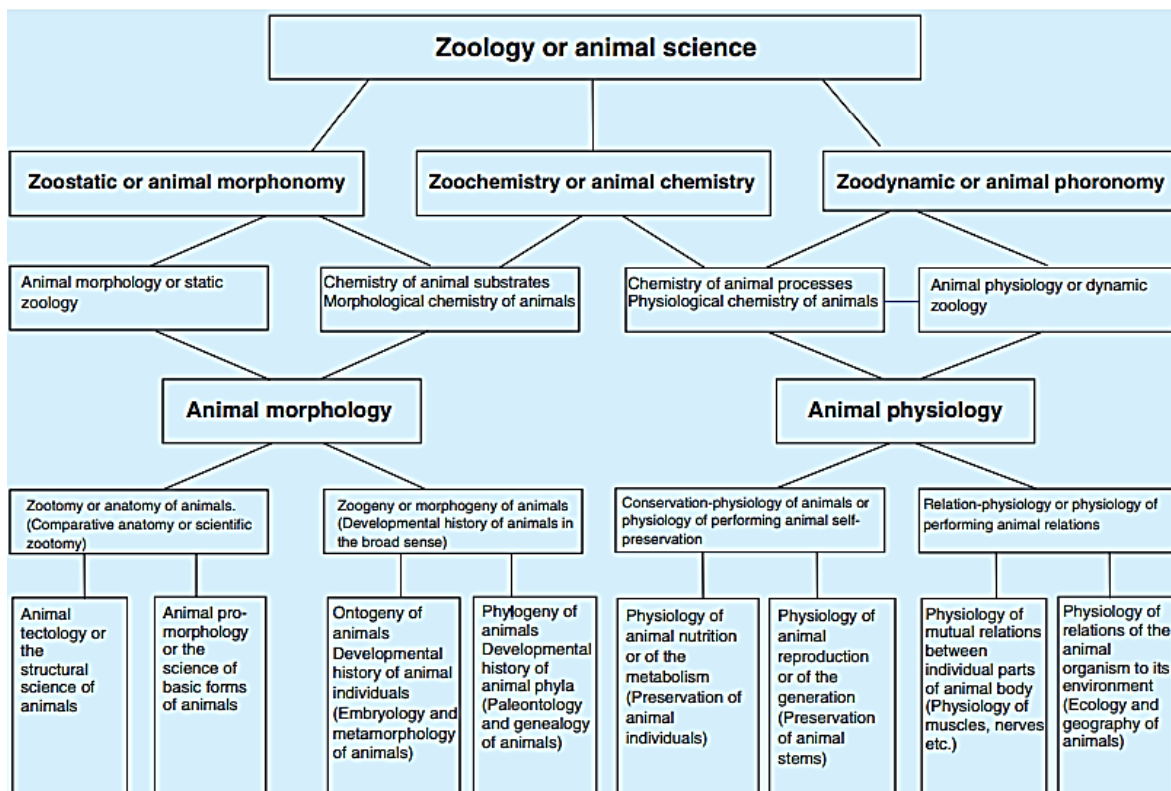 Zoology or animal science
Zoostatic or animal morphonomy
Zoochemistry or animal chemistry
Zoodynamic or animal phoronomy
Animal morphology or static
zoology
Chemistry of animal substrates
Morphological chemistry of animals
Chemistry of animal processes
Physiological chemistry of animals
Animal physiology or dynamic
zoology
Animal morphology
Animal physiology
Zootomy or anatomy of animals.
(Comparative anatomy or scientific
zootomy)
Zoogeny or morphogeny of animals
(Developmental history of animals in
the broad sense)
Conservation-physiology of animals or
physiology of performing animal self-
preservation
Relation-physiology or physiology of
performing animal relations
Animal
tectology or
the
structural
science of
animals
Animal pro-
morphology
or the
science of
basic forms
of animals
Ontogeny of
animals
Developmental
history of animal
individuals
(Embryology and
metamorphology
of animals)
Phylogeny of
animals
Developmental
history of
animal phyla
(Paleontology
and genealogy
of animals)
Physiology of
animal nutrition
or of the
metabolism
(Preservation of
animal
individuals)
Physiology of
animal
reproduction
or of the
generation
(Preservation
of animal
stems)
Physiology of
mutual relations
between
individual parts
of animal body
(Physiology of
muscles, nerves
etc.)
Physiology of
relations of the
animal
organism to its
environment
(Ecology and
geography of
animals)